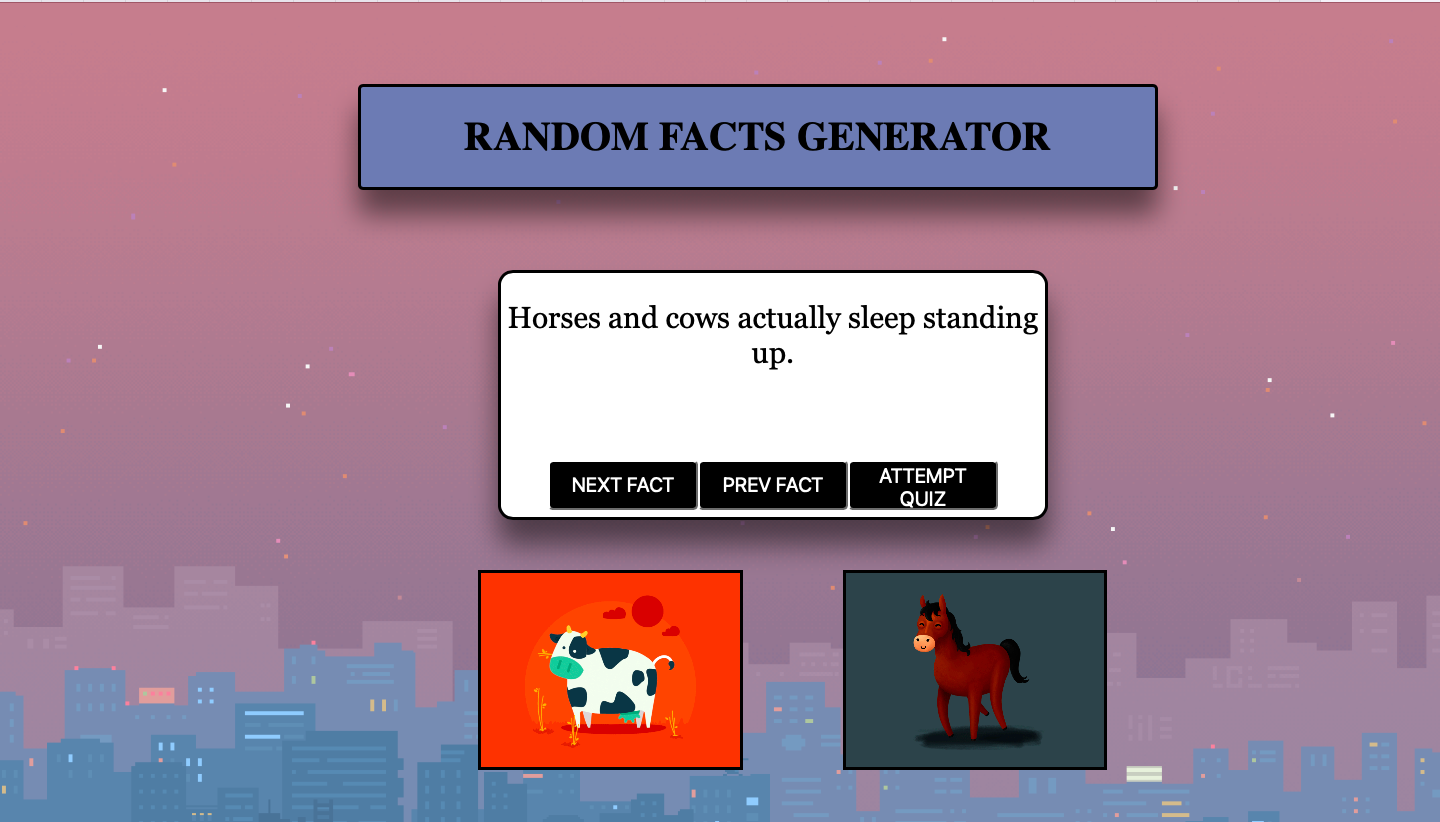 RANDOM FACTS GENERATOR
Horses and cows actually sleep standing
up.
NEXT FACT
PREV FACT
ATTEMPT
QUIZ